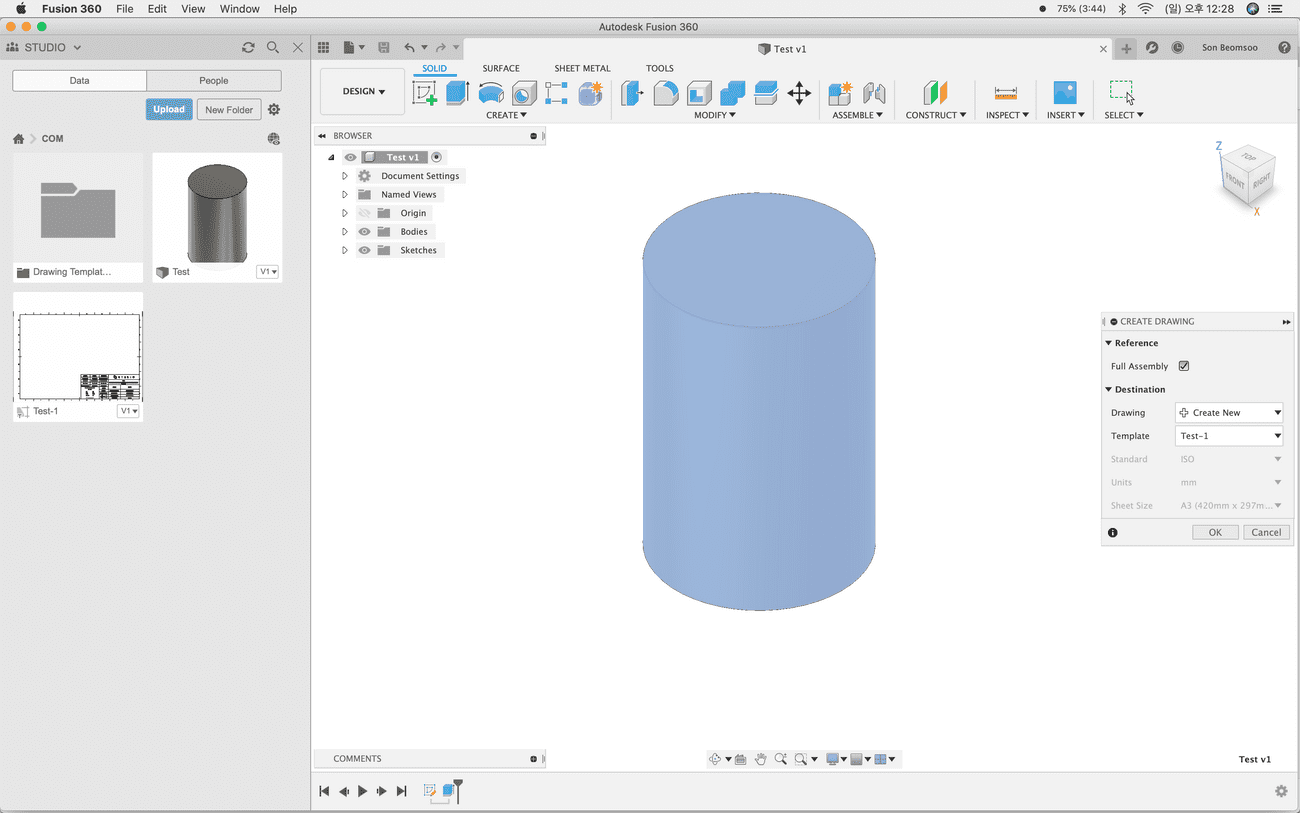 Fusion 360 File Edit View Window Help 75% (3:44) (일) 오후 12:28
Autodesk Fusion 360
STUDIO
Test v1
Son Beomsoo
Data People
Upload New Folder
COM
Drawing Templat...
Test V1
Test-1 V1
SOLID SURFACE SHEET METAL TOOLS
DESIGN
CREATE MODIFY ASSEMBLE CONSTRUCT INSPECT INSERT SELECT
BROWSER
Test v1
Document Settings
Named Views
Origin
Bodies
Sketches
Z
TOP
FRONT RIGHT
X
CREATE DRAWING
Reference
Full Assembly
Destination
Drawing Create New
Template Test-1
Standard ISO
Units mm
Sheet Size A3 (420mm x 297m...
OK Cancel
COMMENTS
Test v1